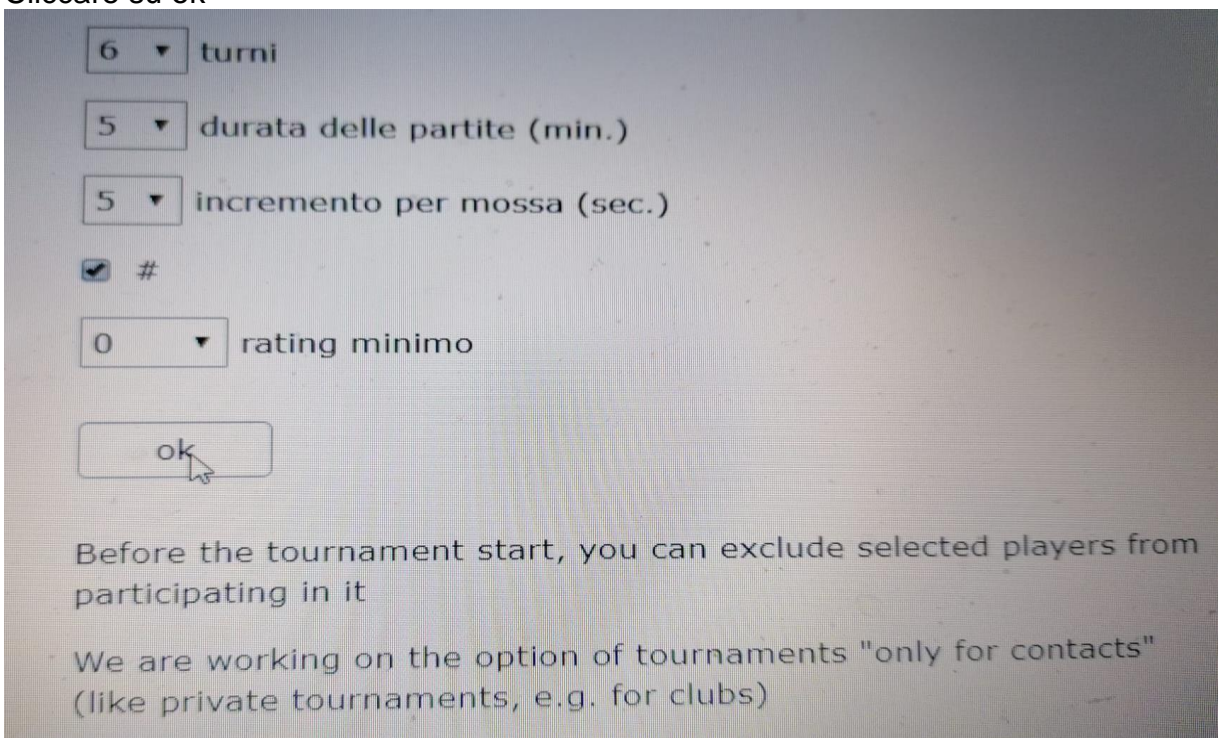 Cliccare su ok
6 turni
5 durata delle partite (min.)
5 incremento per mossa (sec.)
#
0 rating minimo
ok
Before the tournament start, you can exclude selected players from
participating in it
We are working on the option of tournaments "only for contacts"
(like private tournaments, e.g. for clubs)